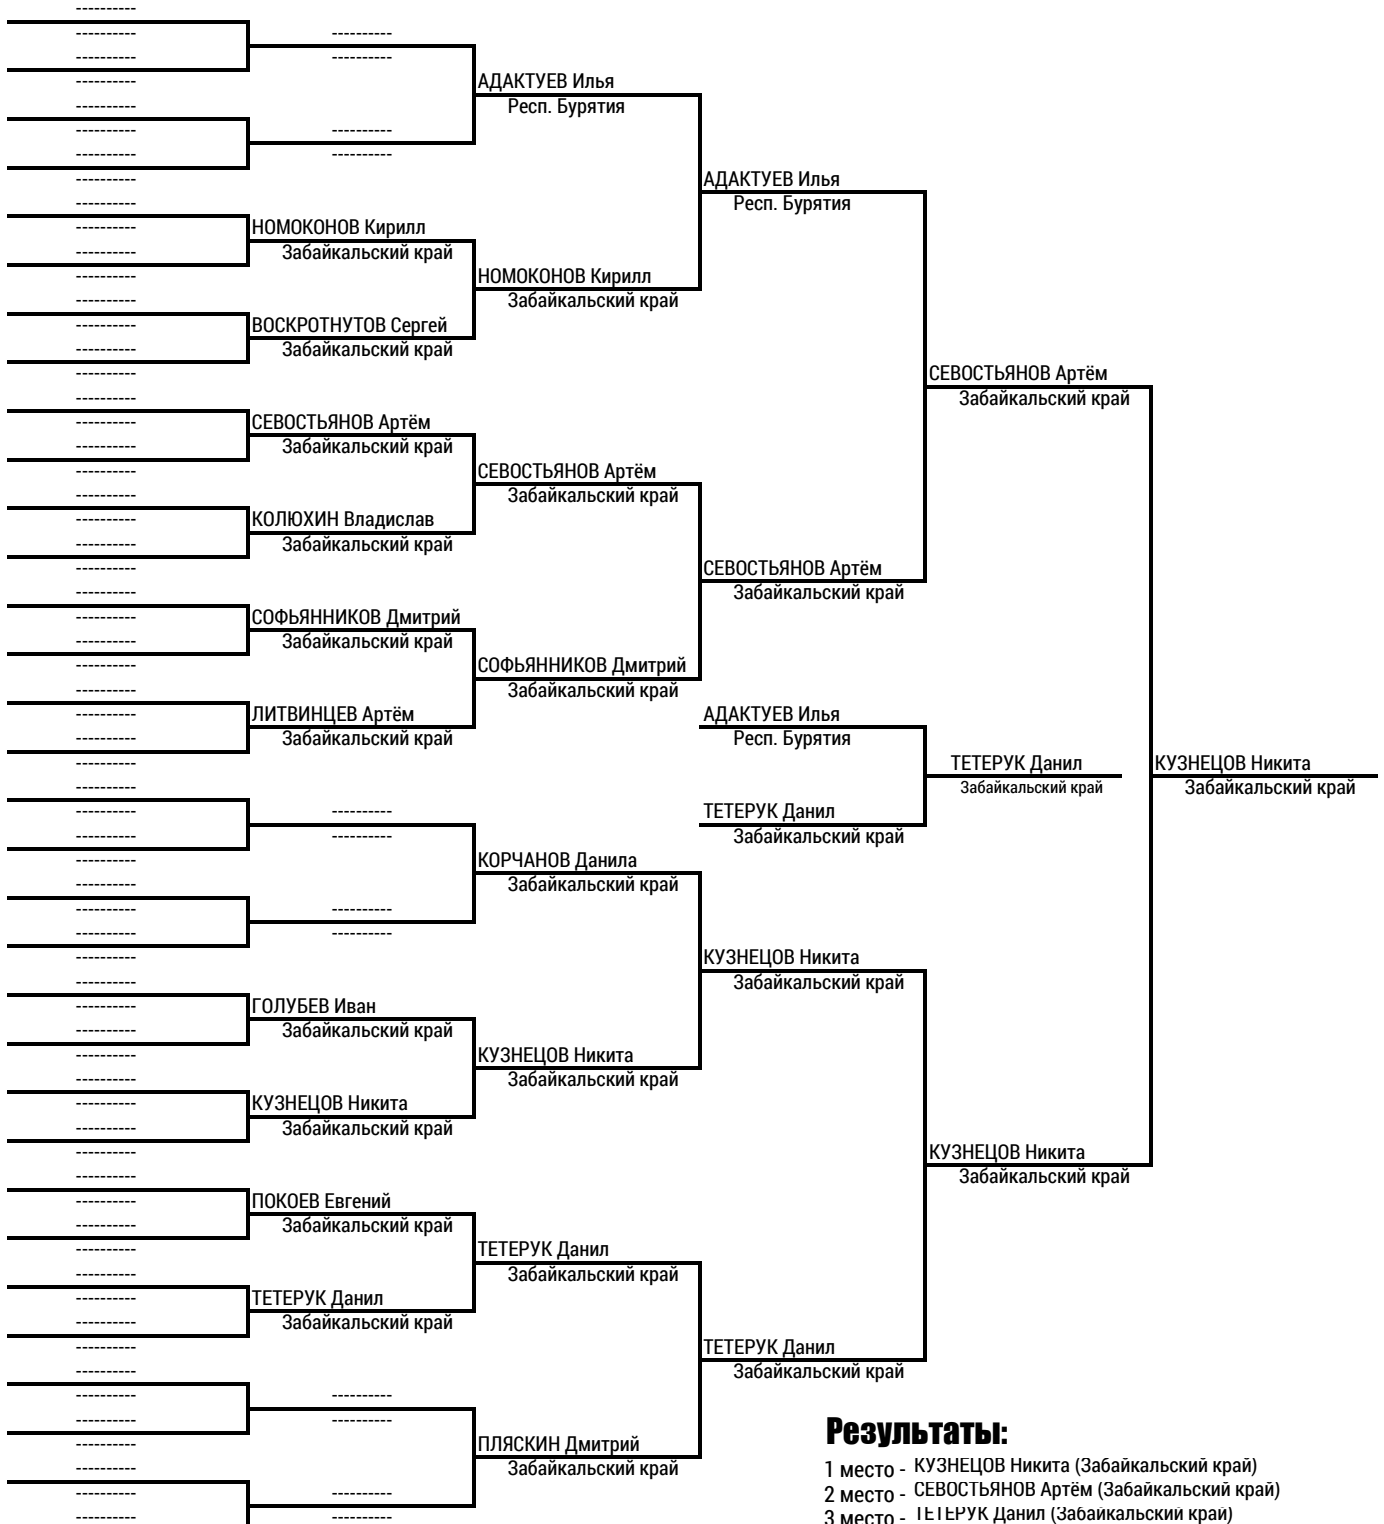 АДАКТУЕВ Илья
Респ. Бурятия
АДАКТУЕВ Илья
Респ. Бурятия
НОМОКОНОВ Кирилл
Забайкальский край
НОМОКОНОВ Кирилл
Забайкальский край
ВОСКРОТНУТОВ Сергей
Забайкальский край
СЕВОСТЬЯНОВ Артём
Забайкальский край
СЕВОСТЬЯНОВ Артём
Забайкальский край
СЕВОСТЬЯНОВ Артём
Забайкальский край
КОЛЮХИН Владислав
Забайкальский край
СЕВОСТЬЯНОВ Артём
Забайкальский край
СОФЬЯННИКОВ Дмитрий
Забайкальский край
СОФЬЯННИКОВ Дмитрий
Забайкальский край
ЛИТВИНЦЕВ Артём
Забайкальский край
АДАКТУЕВ Илья
Респ. Бурятия
ТЕТЕРУК Данил
Забайкальский край
КУЗНЕЦОВ Никита
Забайкальский край
ТЕТЕРУК Данил
Забайкальский край
КОРЧАНОВ Данила
Забайкальский край
КУЗНЕЦОВ Никита
Забайкальский край
ГОЛУБЕВ Иван
Забайкальский край
КУЗНЕЦОВ Никита
Забайкальский край
КУЗНЕЦОВ Никита
Забайкальский край
КУЗНЕЦОВ Никита
Забайкальский край
ПОКОЕВ Евгений
Забайкальский край
ТЕТЕРУК Данил
Забайкальский край
ТЕТЕРУК Данил
Забайкальский край
ТЕТЕРУК Данил
Забайкальский край
ПЛЯСКИН Дмитрий
Забайкальский край
Результаты:
1 место - КУЗНЕЦОВ Никита (Забайкальский край)
2 место - СЕВОСТЬЯНОВ Артём (Забайкальский край)
3 место - ТЕТЕРУК Данил (Забайкальский край)